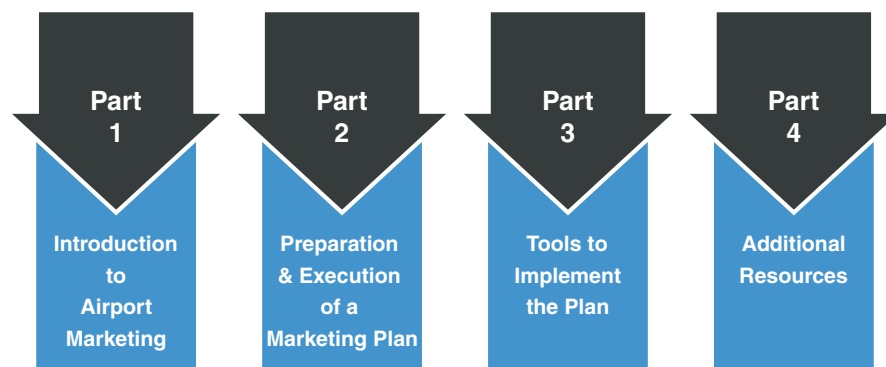 Part
1
Introduction
to
Airport
Marketing
Part
2
Preparation
& Execution
of a
Marketing Plan
Part
3
Tools to
Implement
the Plan
Part
4
Additional
Resources